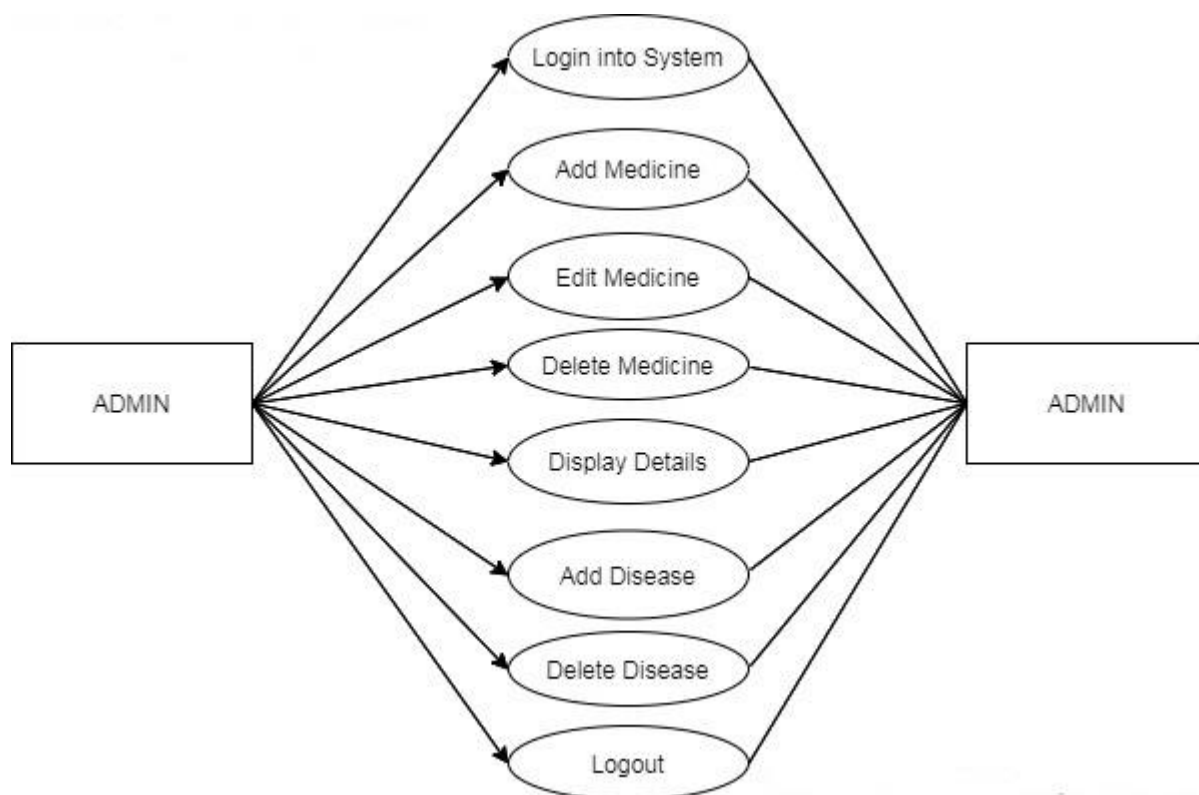 Login into System
Add Medicine
Edit Medicine
Delete Medicine
ADMIN
ADMIN
Display Details
Add Disease
Delete Disease
Logout